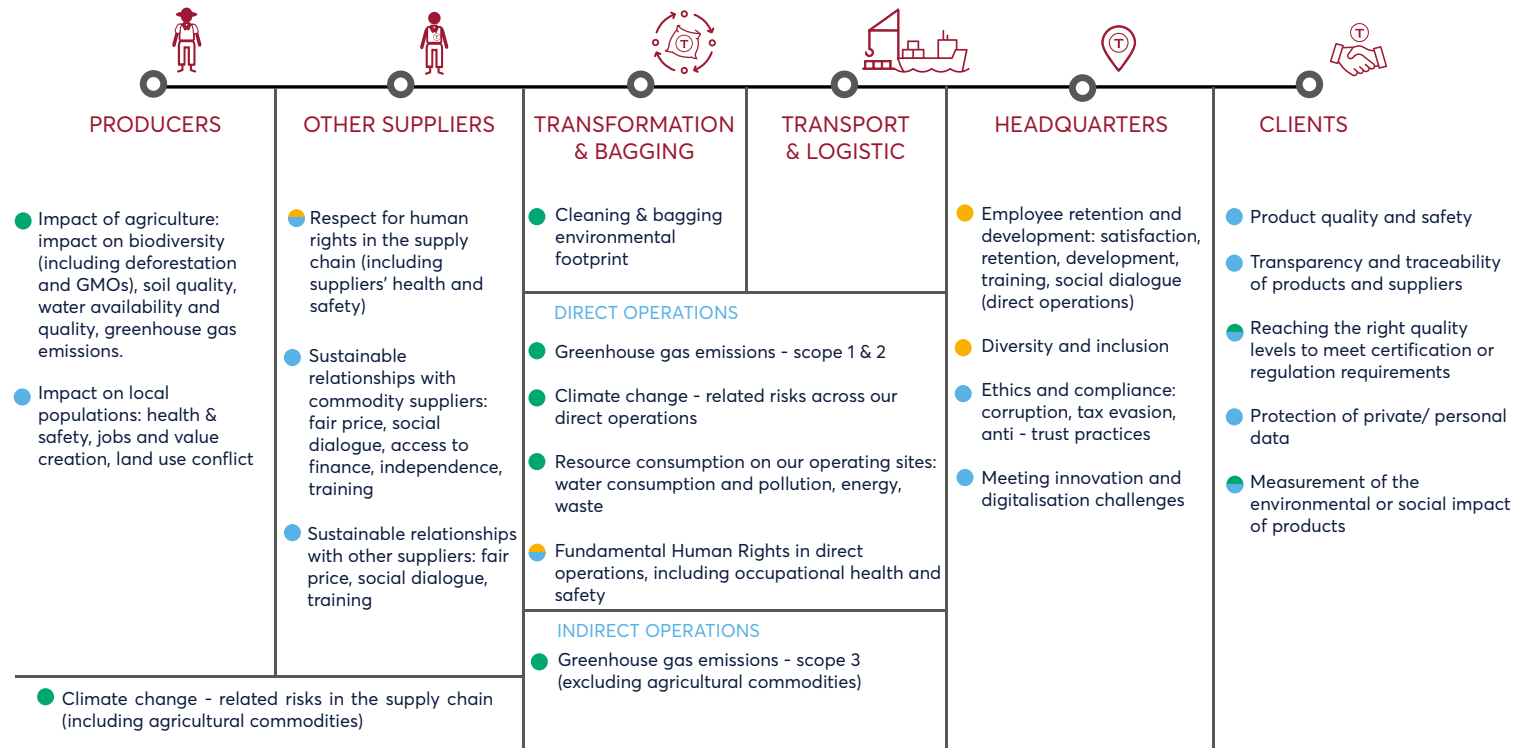 T
T
T
T
PRODUCERS
Impact of agriculture:
impact on biodiversity
(including deforestation
and GMOs), soil quality,
water availability and
quality, greenhouse gas
emissions.
Impact on local
populations: health &
safety, jobs and value
creation, land use conflict
OTHER SUPPLIERS
Respect for human
rights in the supply
chain (including
suppliers' health and
safety)
Sustainable
relationships with
commodity suppliers:
fair price, social
dialogue, access to
finance, independence,
training
Sustainable relationships
with other suppliers: fair
price, social dialogue,
training
Climate change - related risks in the supply chain
(including agricultural commodities)
TRANSFORMATION
& BAGGING
Cleaning & bagging
environmental
footprint
TRANSPORT
& LOGISTIC
DIRECT OPERATIONS
Greenhouse gas emissions - scope 1 & 2
Climate change - related risks across our
direct operations
Resource consumption on our operating sites:
water consumption and pollution, energy,
waste
Fundamental Human Rights in direct
operations, including occupational health and
safety
INDIRECT OPERATIONS
Greenhouse gas emissions - scope 3
(excluding agricultural commodities)
HEADQUARTERS
Employee retention and
development: satisfaction,
retention, development,
training, social dialogue
(direct operations)
Diversity and inclusion
Ethics and compliance:
corruption, tax evasion,
anti - trust practices
Meeting innovation and
digitalisation challenges
CLIENTS
Product quality and safety
Transparency and traceability
of products and suppliers
Reaching the right quality
levels to meet certification or
regulation requirements
Protection of private/ personal
data
Measurement of the
environmental or social impact
of products